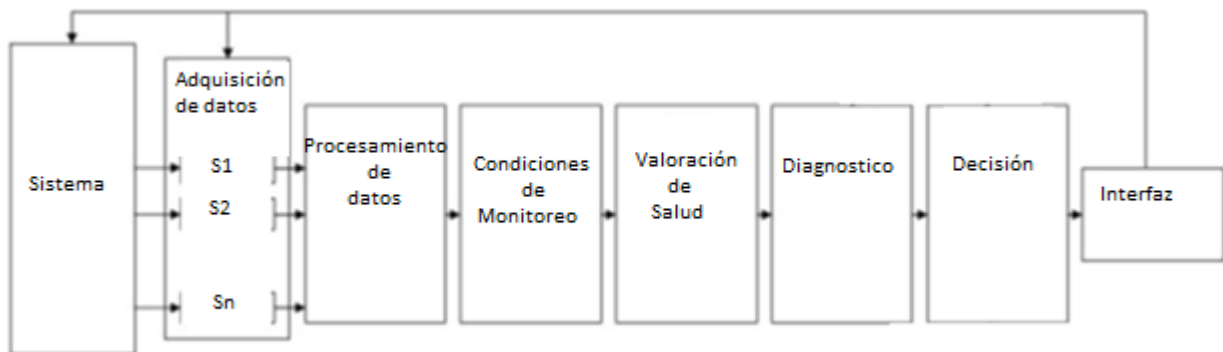 Sistema
Adquisición
de datos
S1
S2
Sn
Procesamiento
de
datos
Condiciones
de
Monitoreo
Valoración
de
Salud
Diagnostico
Decisión
Interfaz